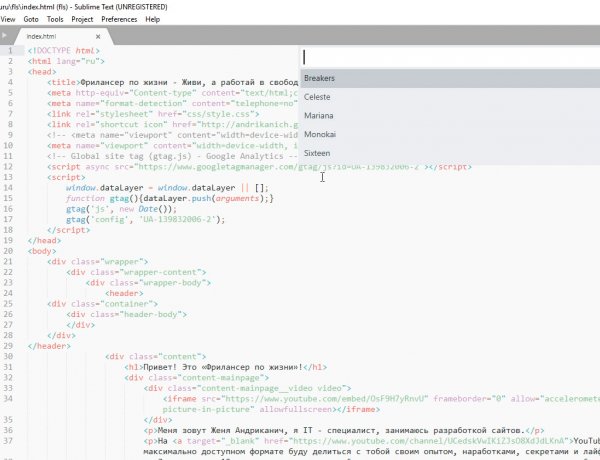 uru\fls\index.html (fls) - Sublime Text (UNREGISTERED)
View Goto Tools Project Preferences Help
index.html
Breakers
Celeste
Mariana
Monokai
Sixteen
1 <!DOCTYPE html>
2 <html lang="ru">
3 <head>
4 <title>Фрилансер по жизни - Живи, а работай в свобод
5 <meta http-equiv="Content-type" content="text/html;c
6 <meta name="format-detection" content="telephone=no"
7 <link rel="stylesheet" href="css/style.css">
8 <link rel="shortcut icon" href="http://andrikanich.g
9 <!-- <meta name="viewport" content="width=device-wid
10 <meta name="viewport" content="width=device-width, i
11 <!-- Global site tag (gtag.js) - Google Analytics --
12 <script async src="https://www.googletagmanager.com/gtag/js?id=UA-139832006-2"></script>
13 <script>
14 window.dataLayer = window.dataLayer || [];
15 function gtag(){dataLayer.push(arguments);}
16 gtag('js', new Date());
17 gtag('config', 'UA-139832006-2');
18 </script>
19 </head>
20 <body>
21 <div class="wrapper">
22 <div class="wrapper-content">
23 <div class="wrapper-body">
24 <header>
25 <div class="container">
26 <div class="header-body">
27 </div>
28 </div>
29 </header>
30 <div class="content">
31 <h1>Привет! Это «Фрилансер по жизни»!</h1>
32 <div class="content-mainpage">
33 <div class="content-mainpage__video video">
34 <iframe src="https://www.youtube.com/embed/OsF9H7yRnvU" frameborder="0" allow="acceleromete
picture-in-picture" allowfullscreen></iframe>
35 </div>
36 <p>Меня зовут Женя Андриканич, я IT - специалист, занимаюсь разработкой сайтов.</p>
37 <p>На <a target="_blank" href="https://www.youtube.com/channel/UCedskVwIKiZJsO8XdJdLKnA">YouTub
максимально доступном формате буду делиться с тобой своим опытом, наработками, секретами и лайф